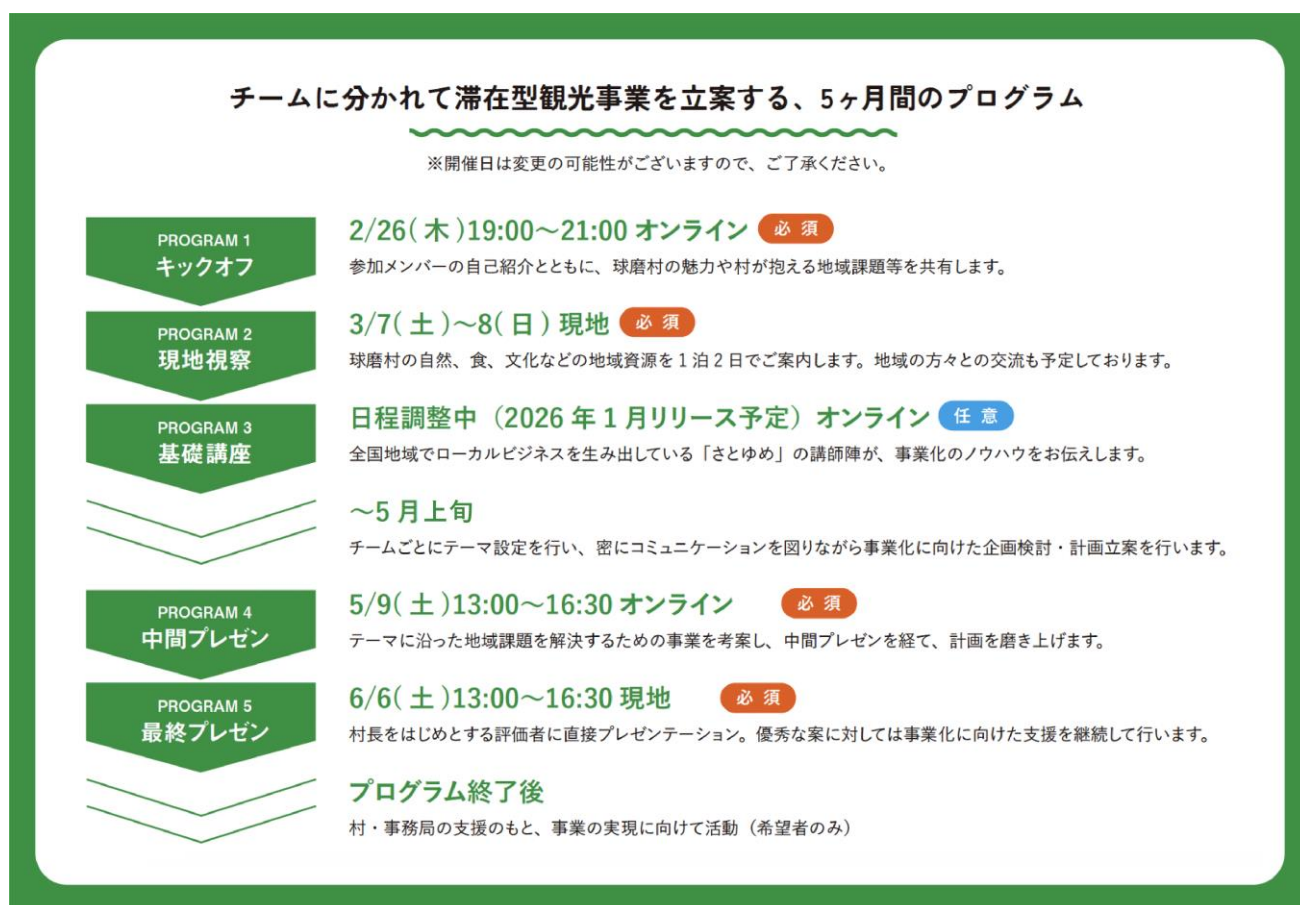 チームに分かれて滞在型観光事業を立案する、5ヶ月間のプログラム
※開催日は変更の可能性がございますので、ご了承ください。
PROGRAM 1
キックオフ
2/26(木)19:00〜21:00 オンライン 必須
参加メンバーの自己紹介とともに、球磨村の魅力や村が抱える地域課題等を共有します。
PROGRAM 2
現地視察
3/7(土)〜8(日) 現地 必須
球磨村の自然、食、文化などの地域資源を1泊2日でご案内します。地域の方々との交流も予定しております。
PROGRAM 3
基礎講座
日程調整中（2026年1月リリース予定）オンライン 任意
全国地域でローカルビジネスを生み出している「さとゆめ」の講師陣が、事業化のノウハウをお伝えします。
〜5月上旬
チームごとにテーマ設定を行い、密にコミュニケーションを図りながら事業化に向けた企画検討・計画立案を行います。
PROGRAM 4
中間プレゼン
5/9(土)13:00〜16:30 オンライン 必須
テーマに沿った地域課題を解決するための事業を考案し、中間プレゼンを経て、計画を磨き上げます。
PROGRAM 5
最終プレゼン
6/6(土)13:00〜16:30 現地 必須
村長をはじめとする評価者に直接プレゼンテーション。優秀な案に対しては事業化に向けた支援を継続して行います。
プログラム終了後
村・事務局の支援のもと、事業の実現に向けて活動（希望者のみ）